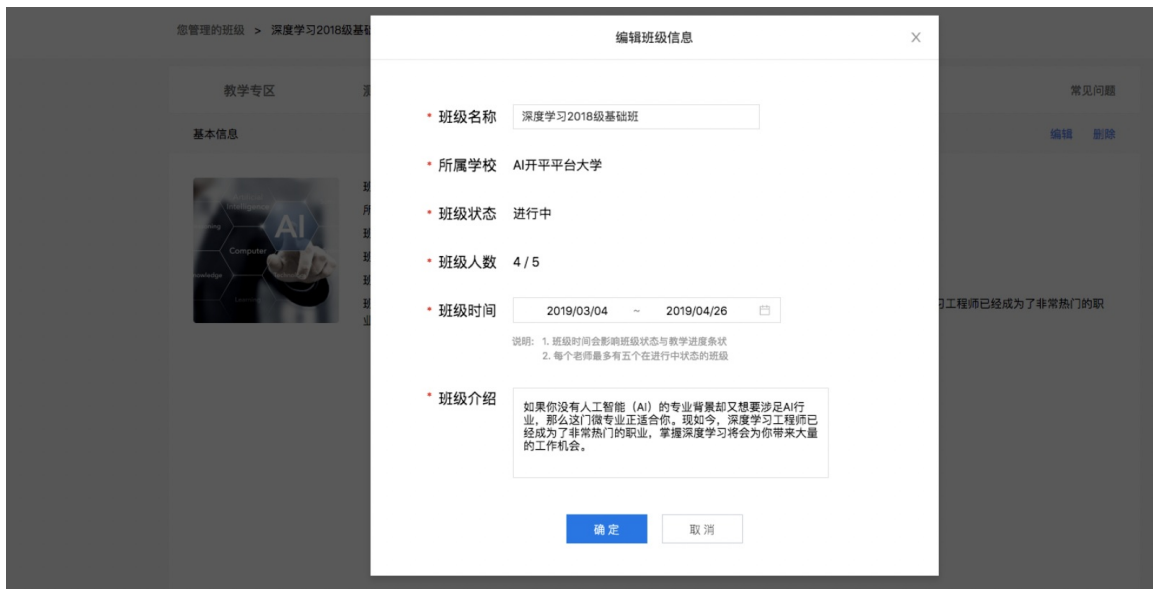 您管理的班级 > 深度学习2018级基础
编辑班级信息
教学专区
常见问题
基本信息
编辑 删除
* 班级名称 深度学习2018级基础班
* 所属学校 AI开平平台大学
* 班级状态 进行中
* 班级人数 4 / 5
* 班级时间 2019/03/04 ~ 2019/04/26
说明: 1. 班级时间会影响班级状态与教学进度条状
2. 每个老师最多有五个在进行中状态的班级
* 班级介绍
如果你没有人工智能（AI）的专业背景却又想要涉足AI行
业，那么这门微专业正适合你。现如今，深度学习工程师已
经成为了非常热门的职业，掌握深度学习将会为你带来大量
的工作机会。
确定 取消
AI
Computer
Intelligence
Learning
习工程师已经成为了非常热门的职